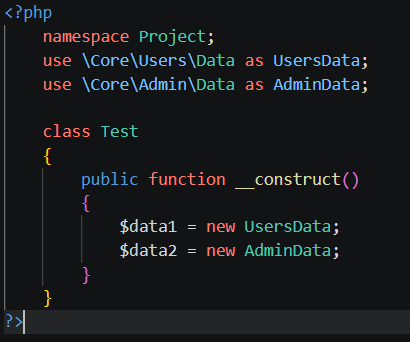 <?php
namespace Project;
use \Core\Users\Data as UsersData;
use \Core\Admin\Data as AdminData;
class Test
{
public function __construct()
{
$data1 = new UsersData;
$data2 = new AdminData;
}
}
?>